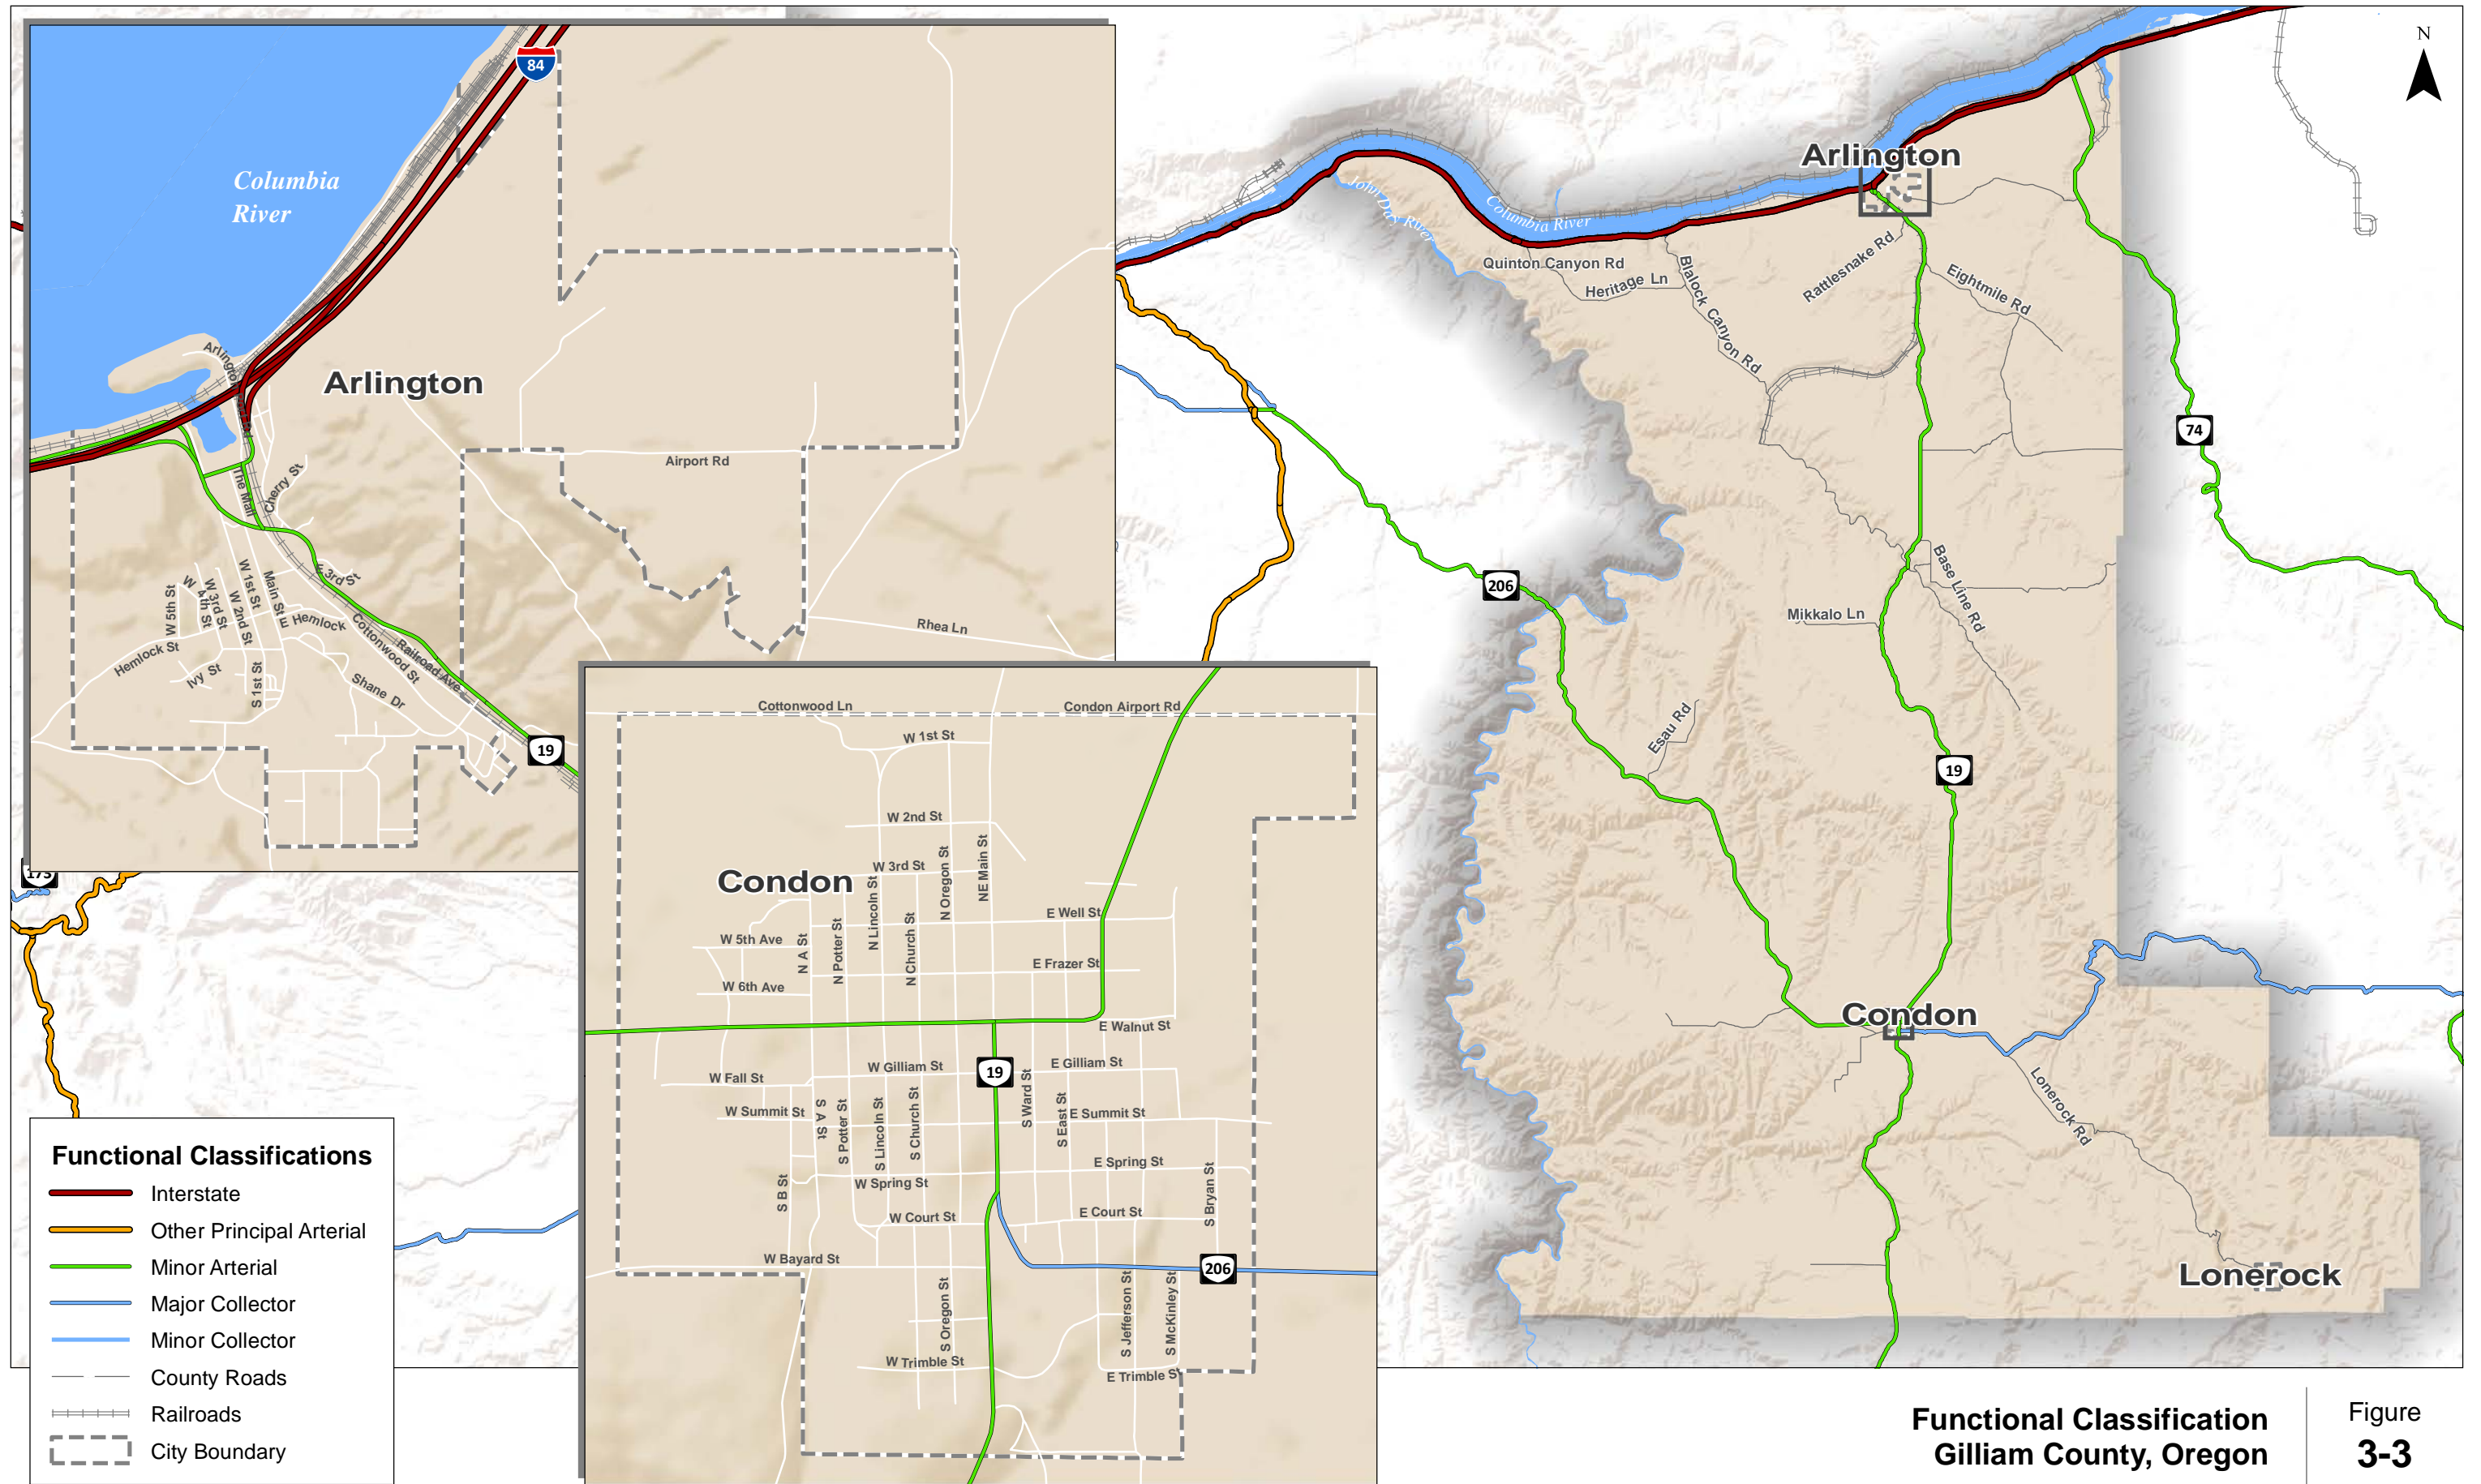 84
Columbia
River
Arlington
Arlington
Airport Rd
The Mall
Cherry St
E 3rd St
W 5th St
W 4th St
W 3rd St
W 2nd St
W 1st St
Main St
E Hemlock
Cottonwood St
Railroad Ave
Hemlock St
Ivy St
S 1st St
Shane Dr
Rhea Ln
19
173
Cottonwood Ln
Condon Airport Rd
W 1st St
W 2nd St
W 3rd St
Condon
N Lincoln St
N Oregon St
NE Main St
E Well St
W 5th Ave
N A St
N Potter St
N Church St
E Frazer St
W 6th Ave
E Walnut St
W Gilliam St
E Gilliam St
19
W Fall St
W Summit St
S A St
S Potter St
S Lincoln St
S Church St
S Ward St
S East St
E Summit St
E Spring St
W Spring St
S B St
S Bryan St
W Court St
E Court St
W Bayard St
206
S Oregon St
S Jefferson St
S McKinley St
W Trimble St
E Trimble St
N
Arlington
John Day River
Columbia River
Quinton Canyon Rd
Heritage Ln
Blalock Canyon Rd
Rattlesnake Rd
Eightmile Rd
74
206
Base Line Rd
Mikkalo Ln
Esau Rd
19
Condon
Lonerock Rd
Lonerock
Functional Classifications
Interstate
Other Principal Arterial
Minor Arterial
Major Collector
Minor Collector
County Roads
Railroads
City Boundary
Functional Classification
Gilliam County, Oregon
Figure
3-3